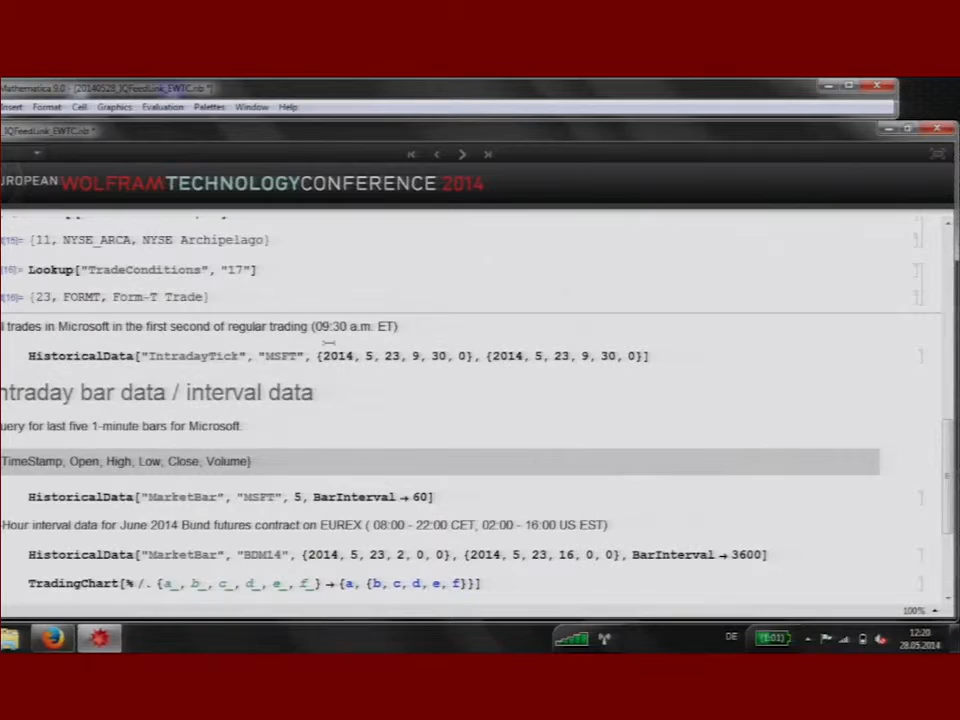 Mathematica 9.0 - [20140528_IQFeedLink_EWTC.nb *]
Insert Format Cell Graphics Evaluation Palettes Window Help
IQFeedLink_EWTC.nb *
UROPEAN WOLFRAMTECHNOLOGYCONFERENCE 2014
[15]= {11, NYSE_ARCA, NYSE Archipelago}
[16]:= Lookup["TradeConditions", "17"]
[16]= {23, FORMT, Form-T Trade}
l trades in Microsoft in the first second of regular trading (09:30 a.m. ET)
HistoricalData["IntradayTick", "MSFT", {2014, 5, 23, 9, 30, 0}, {2014, 5, 23, 9, 30, 0}]
ntraday bar data / interval data
uery for last five 1-minute bars for Microsoft.
TimeStamp, Open, High, Low, Close, Volume}
HistoricalData["MarketBar", "MSFT", 5, BarInterval → 60]
-Hour interval data for June 2014 Bund futures contract on EUREX ( 08:00 - 22:00 CET, 02:00 - 16:00 US EST)
HistoricalData["MarketBar", "BDM14", {2014, 5, 23, 2, 0, 0}, {2014, 5, 23, 16, 0, 0}, BarInterval → 3600]
TradingChart[% /. {a_, b_, c_, d_, e_, f_} → {a, {b, c, d, e, f}}]
100%
DE (1:01) 12:20
28.05.2014